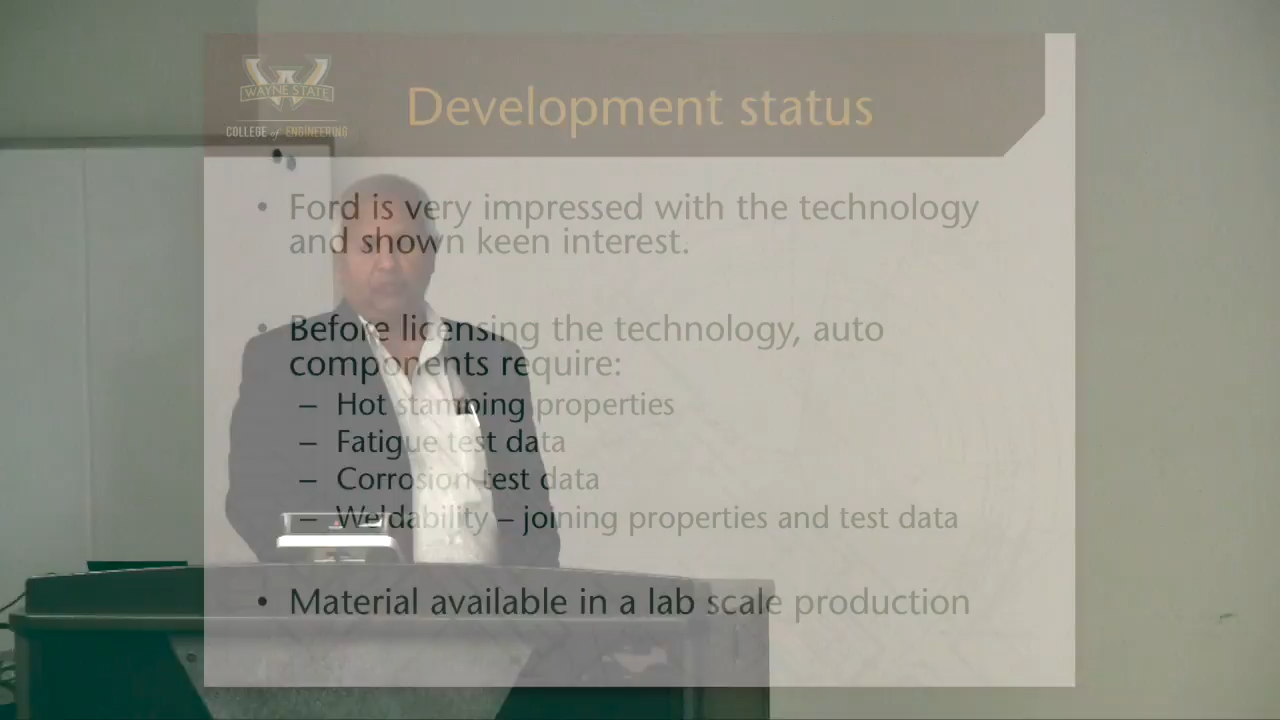 WAYNE STATE
COLLEGE of ENGINEERING
Development status
• Ford is very impressed with the technology
and shown keen interest.
• Before licensing the technology, auto
components require:
– Hot stamping properties
– Fatigue test data
– Corrosion test data
– Weldability – joining properties and test data
• Material available in a lab scale production